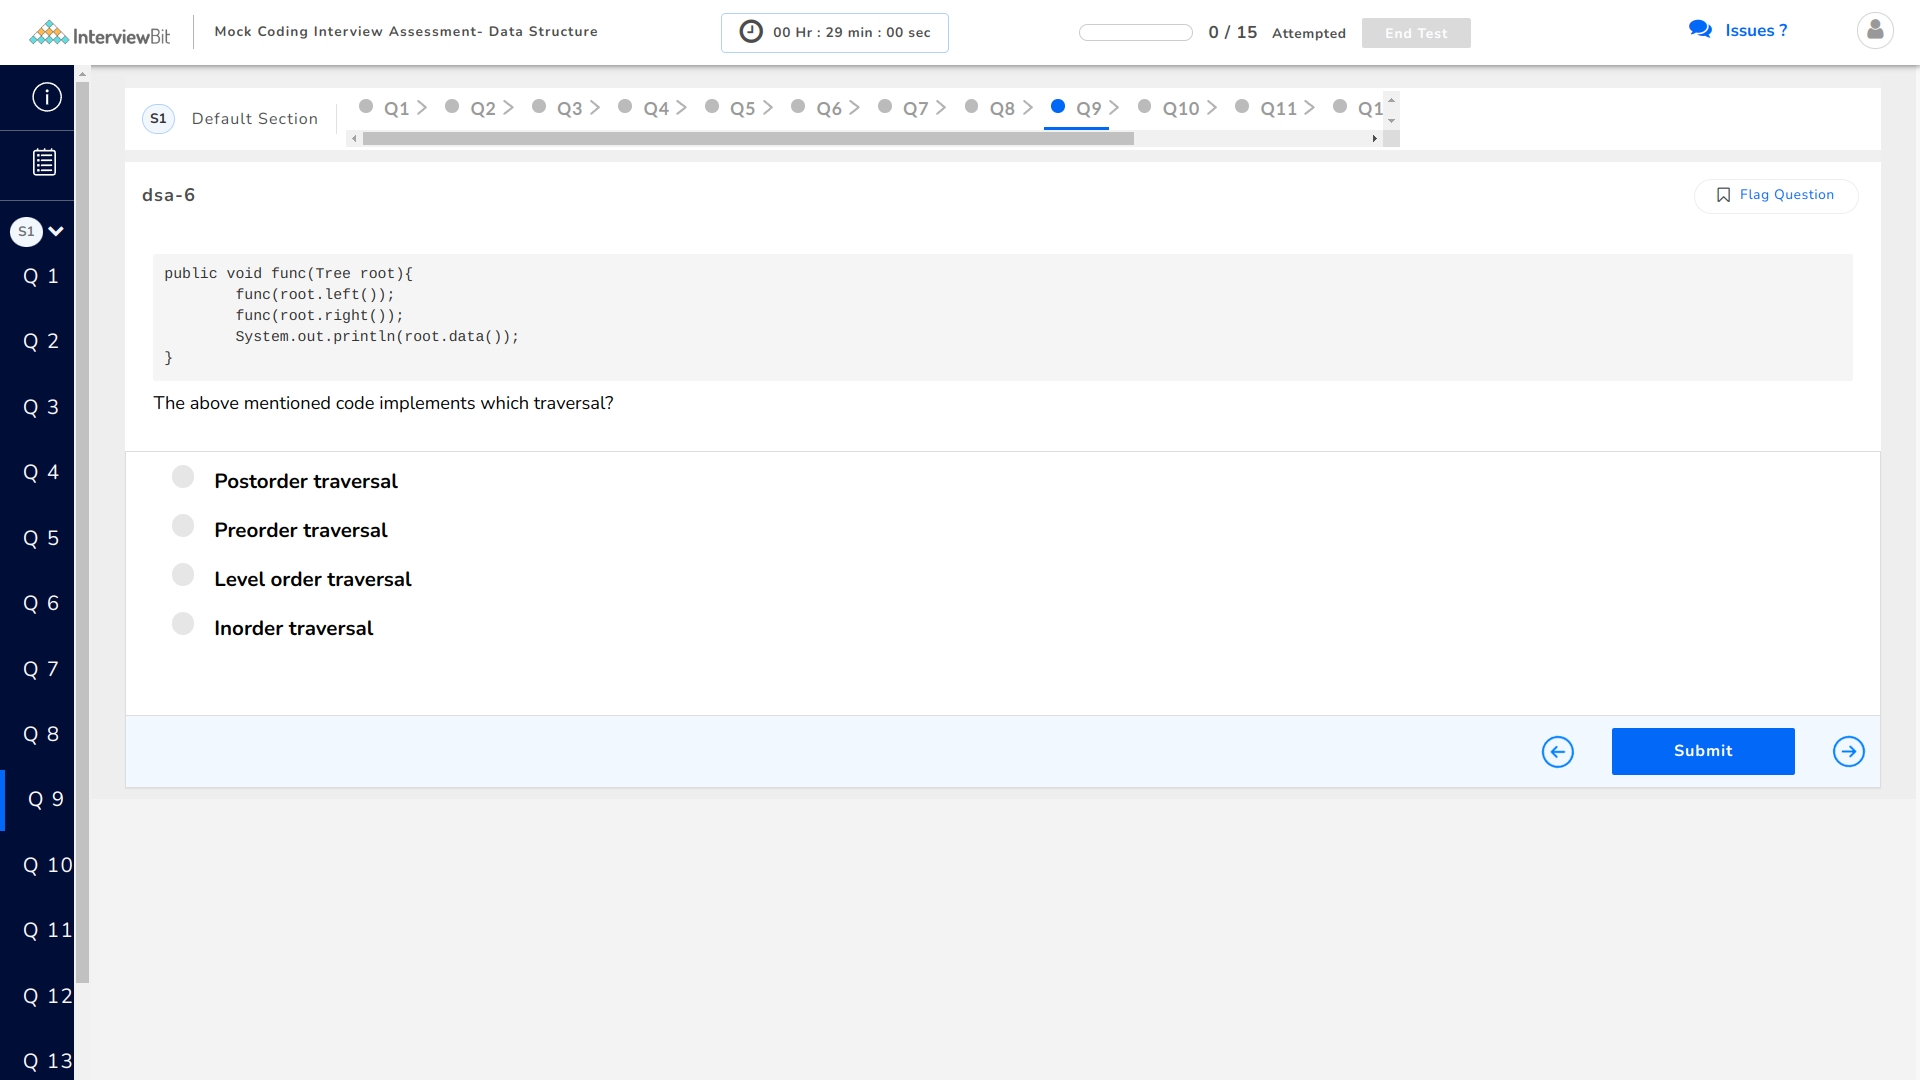 InterviewBit
Mock Coding Interview Assessment- Data Structure
00 Hr : 29 min : 00 sec
0 / 15 Attempted
End Test
Issues ?
S1 Default Section
Q1 > Q2 > Q3 > Q4 > Q5 > Q6 > Q7 > Q8 > Q9 > Q10 > Q11 > Q1
S1
Q 1
Q 2
Q 3
Q 4
Q 5
Q 6
Q 7
Q 8
Q 9
Q 10
Q 11
Q 12
Q 13
dsa-6
Flag Question
public void func(Tree root){
        func(root.left());
        func(root.right());
        System.out.println(root.data());
}
The above mentioned code implements which traversal?
Postorder traversal
Preorder traversal
Level order traversal
Inorder traversal
Submit